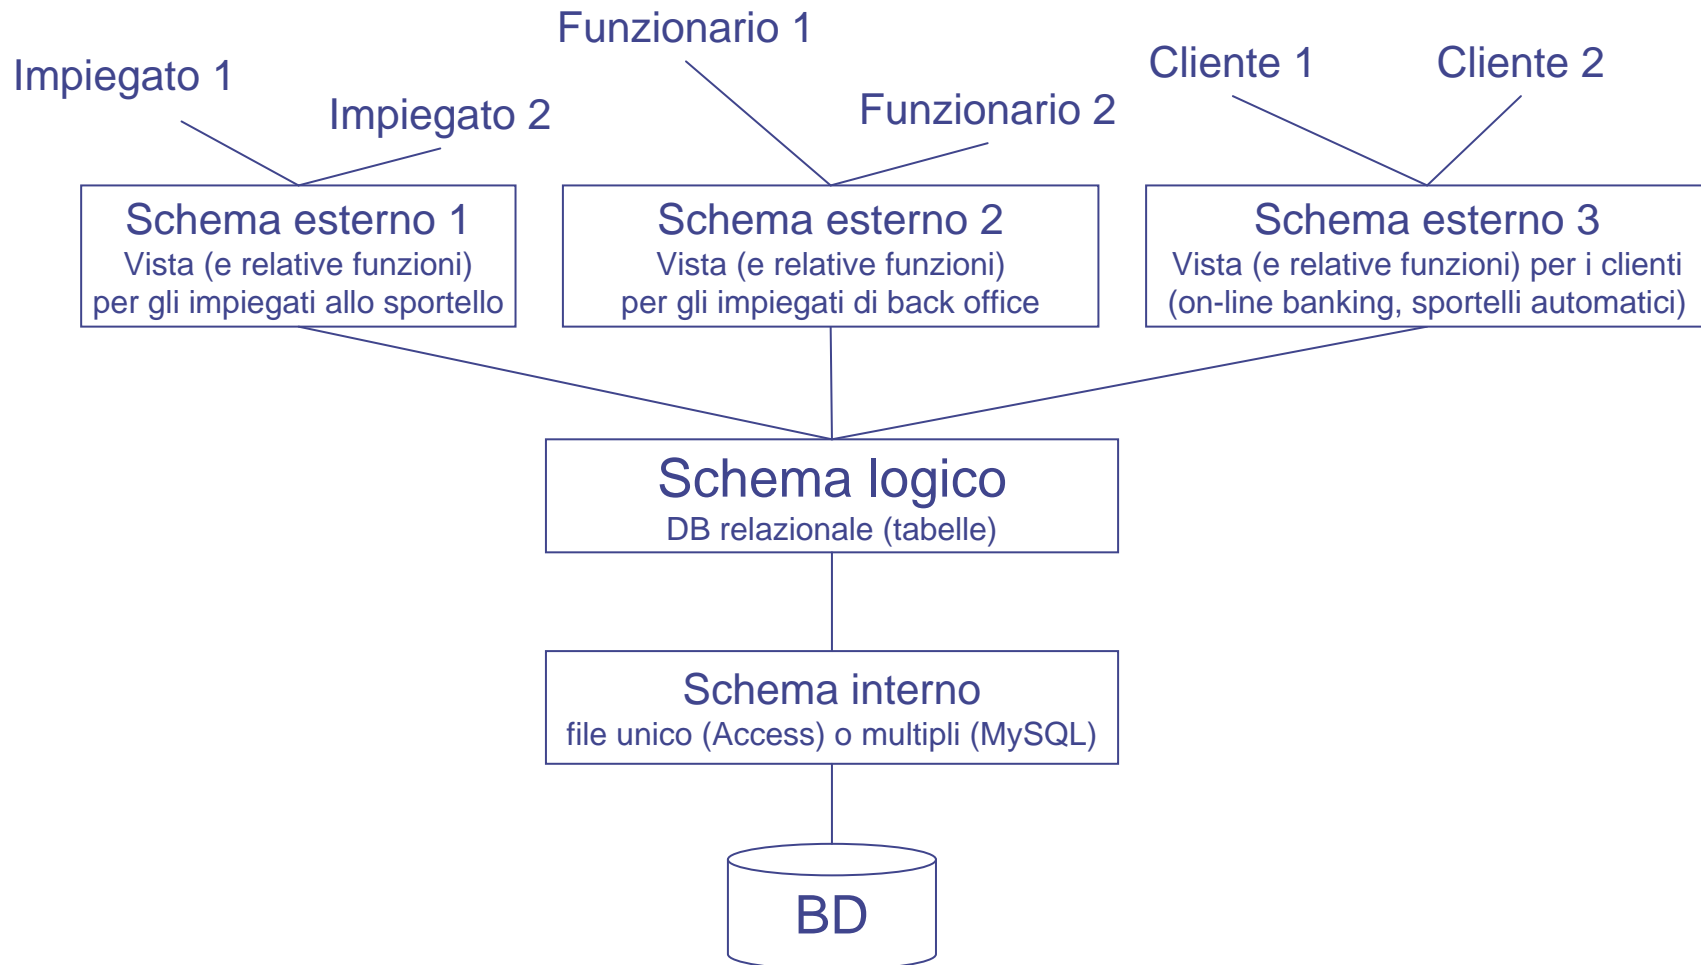 Funzionario 1
Impiegato 1
Cliente 1
Cliente 2
Impiegato 2
Funzionario 2
Schema esterno 1
Vista (e relative funzioni)
per gli impiegati allo sportello
Schema esterno 2
Vista (e relative funzioni)
per gli impiegati di back office
Schema esterno 3
Vista (e relative funzioni) per i clienti
(on-line banking, sportelli automatici)
Schema logico
DB relazionale (tabelle)
Schema interno
file unico (Access) o multipli (MySQL)
BD